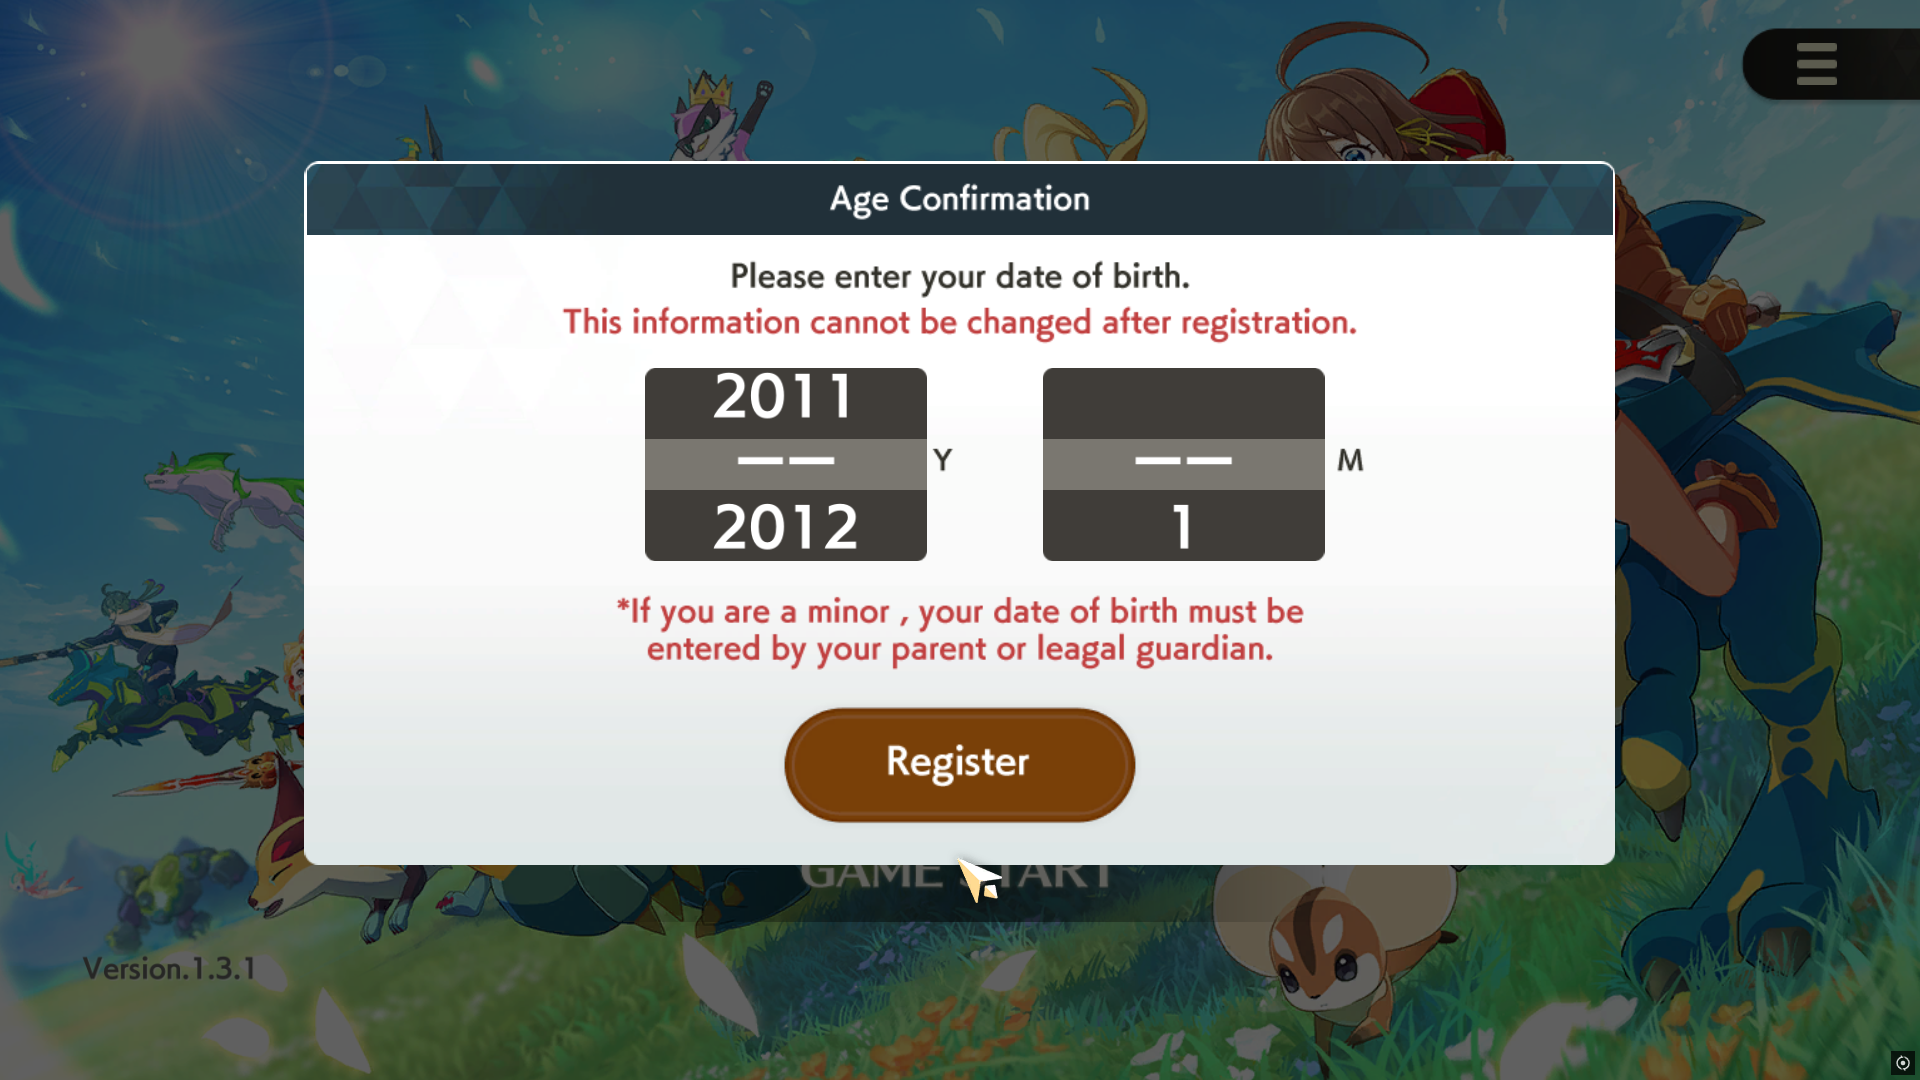 Age Confirmation
Please enter your date of birth.
This information cannot be changed after registration.
2011
—— Y —— M
2012 1
*If you are a minor , your date of birth must be
entered by your parent or leagal guardian.
Register
GAME START
Version.1.3.1